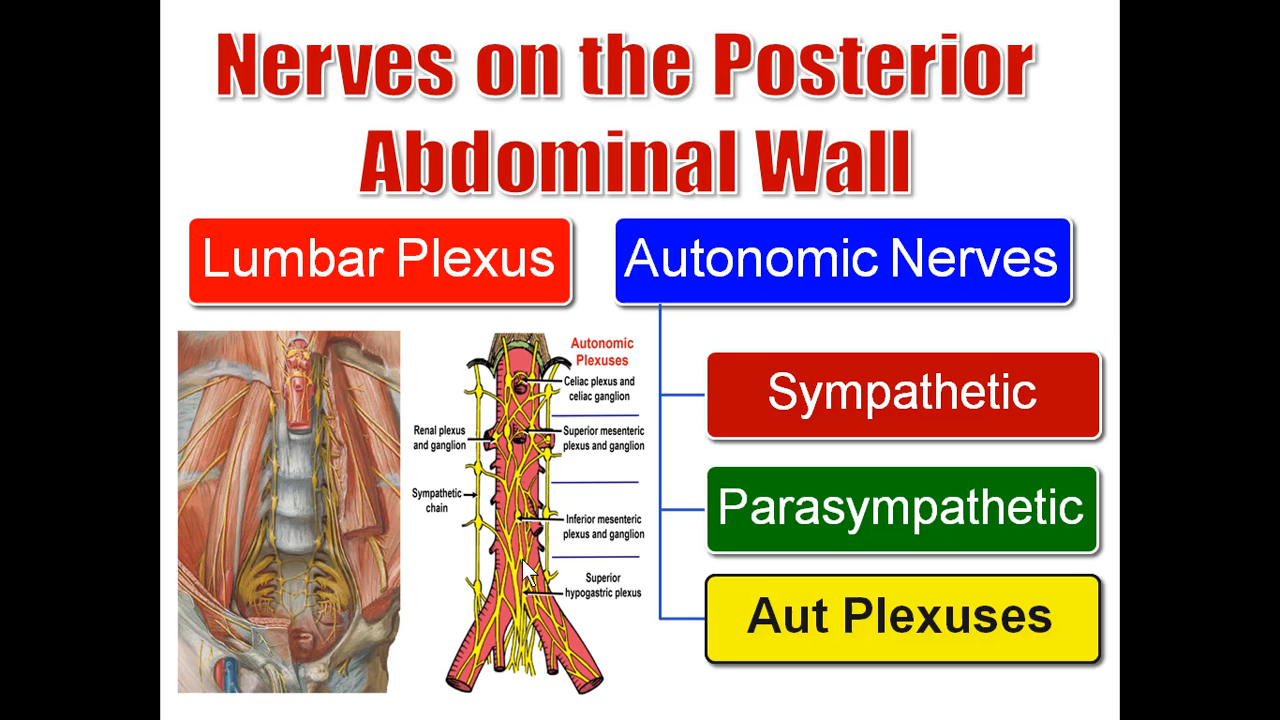 Nerves on the Posterior
Abdominal Wall
Lumbar Plexus
Autonomic Nerves
Autonomic
Plexuses
Celiac plexus and
celiac ganglion
Renal plexus
and ganglion
Superior mesenteric
plexus and ganglion
Sympathetic
chain
Inferior mesenteric
plexus and ganglion
Superior
hypogastric plexus
Sympathetic
Parasympathetic
Aut Plexuses